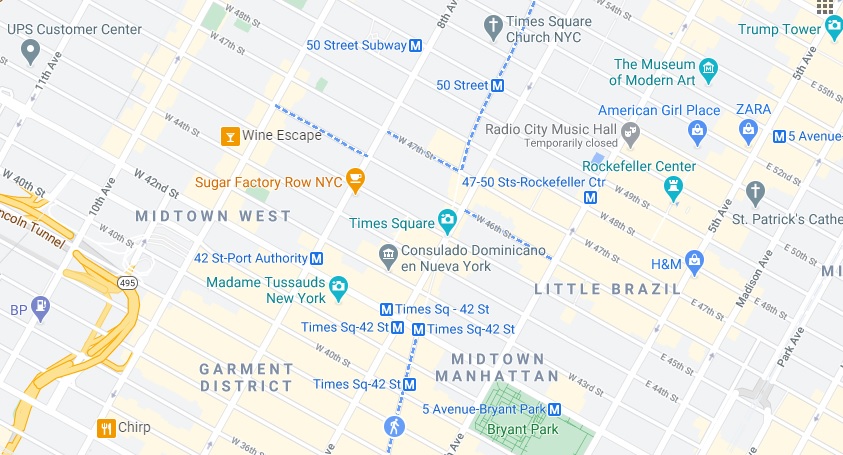 UPS Customer Center
W 48th St
W 47th St
8th Av
Times Square
Church NYC
W 54th St
Trump Tower
50 Street Subway
The Museum
of Modern Art
5th Ave
11th Ave
50 Street
American Girl Place
ZARA
W 44th St
Wine Escape
Radio City Music Hall
Temporarily closed
5 Avenue-
W 47th St
Rockefeller Center
E 52nd St
W 42nd St
Sugar Factory Row NYC
47-50 Sts-Rockefeller Ctr
W 49th St
10th Ave
MIDTOWN WEST
Times Square
W 46th St
W 48th St
St. Patrick's Cathe
5th Ave
ncoln Tunnel
W 40th St
Consulado Dominicano
en Nueva York
W 47th St
E 50th St
42 St-Port Authority
H&M
Madison Ave
MI
495
Madame Tussauds
New York
LITTLE BRAZIL
BP
E 47th St
E 48th St
Times Sq - 42 St
Times Sq-42 St
Times Sq-42 St
Park Ave
W 40th St
MIDTOWN
MANHATTAN
E 45th St
GARMENT
DISTRICT
Times Sq-42 St
W 43rd St
E 44th St
5 Avenue-Bryant Park
Chirp
Bryant Park
W 36th St
h Av